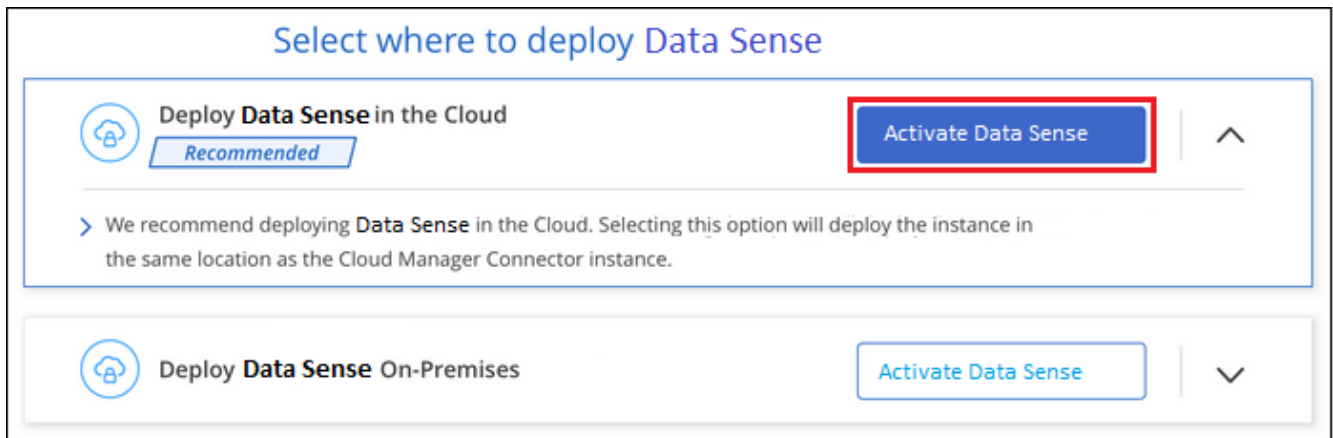 Select where to deploy Data Sense
Deploy Data Sense in the Cloud
Recommended
Activate Data Sense
We recommend deploying Data Sense in the Cloud. Selecting this option will deploy the instance in
the same location as the Cloud Manager Connector instance.
Deploy Data Sense On-Premises
Activate Data Sense